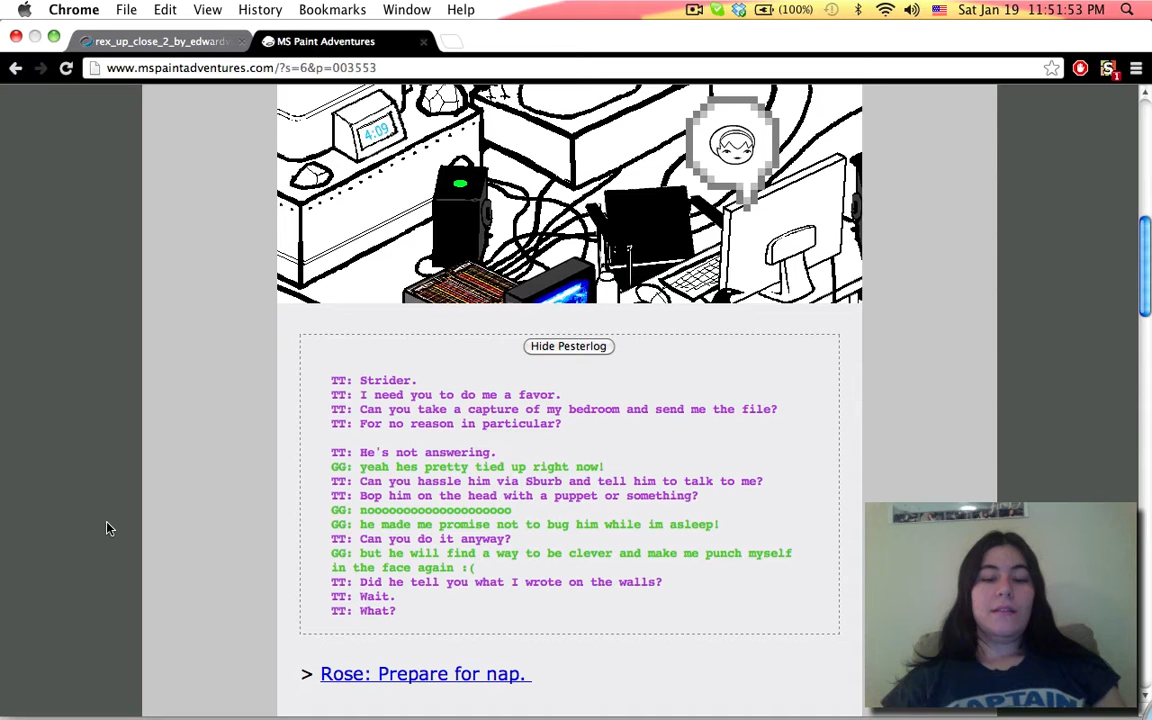 Chrome File Edit View History Bookmarks Window Help (100%) Sat Jan 19 11:51:53 PM
rex_up_close_2_by_edwardv MS Paint Adventures
www.mspaintadventures.com/?s=6&p=003553
4:09
Hide Pesterlog
TT: Strider.
TT: I need you to do me a favor.
TT: Can you take a capture of my bedroom and send me the file?
TT: For no reason in particular?
TT: He's not answering.
GG: yeah hes pretty tied up right now!
TT: Can you hassle him via Sburb and tell him to talk to me?
TT: Bop him on the head with a puppet or something?
GG: noooooooooooooooooooo
GG: he made me promise not to bug him while im asleep!
TT: Can you do it anyway?
GG: but he will find a way to be clever and make me punch myself
in the face again :(
TT: Did he tell you what I wrote on the walls?
TT: Wait.
TT: What?
> Rose: Prepare for nap.
CAPTAIN